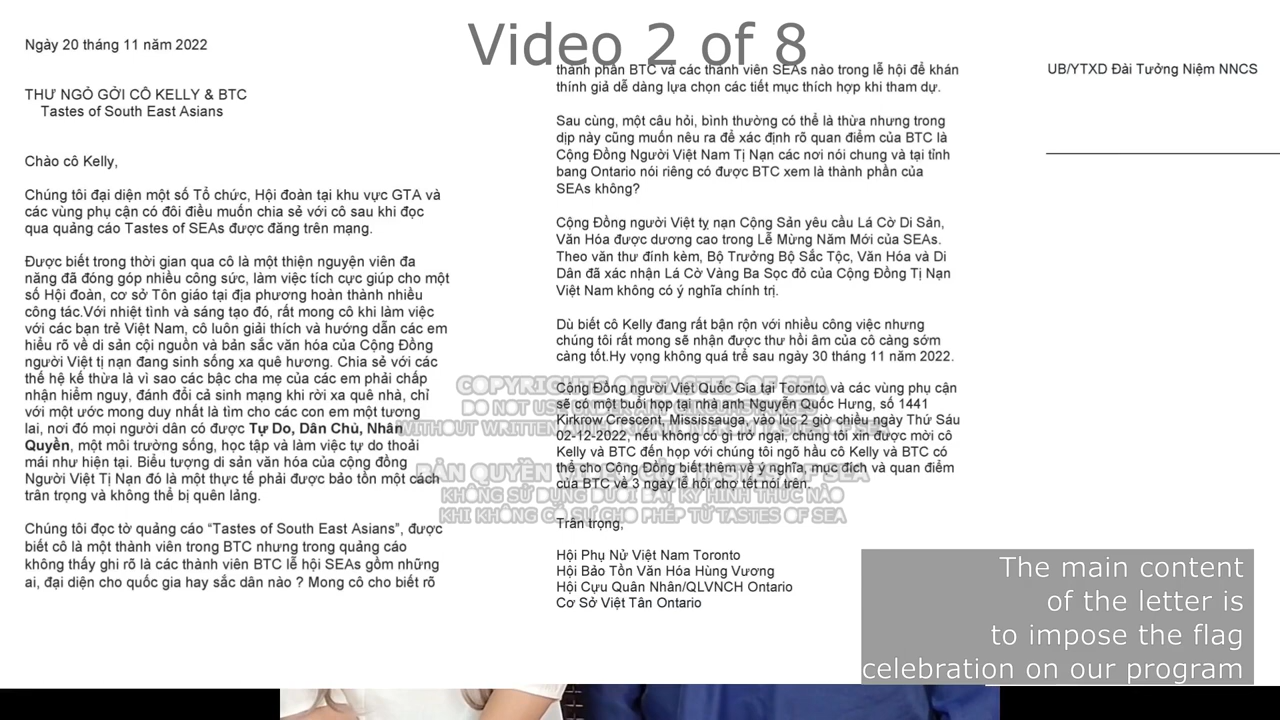 Video 2 of 8
Ngày 20 tháng 11 năm 2022
THƯ NGỎ GỞI CÔ KELLY & BTC
Tastes of South East Asians
Chào cô Kelly,
Chúng tôi đại diện một số Tổ chức, Hội đoàn tại khu vực GTA và
các vùng phụ cận có đôi điều muốn chia sẻ với cô sau khi đọc
qua quảng cáo Tastes of SEAs được đăng trên mạng.
Được biết trong thời gian qua cô là một thiện nguyện viên đa
năng đã đóng góp nhiều công sức, làm việc tích cực giúp cho một
số Hội đoàn, cơ sở Tôn giáo tại địa phương hoàn thành nhiều
công tác.Với nhiệt tình và sáng tạo đó, rất mong cô khi làm việc
với các bạn trẻ Việt Nam, cô luôn giải thích và hướng dẫn các em
hiểu rõ về di sản cội nguồn và bản sắc văn hóa của Cộng Đồng
người Việt tị nạn đang sinh sống xa quê hương. Chia sẻ với các
thế hệ kế thừa là vì sao các bậc cha mẹ của các em phải chấp
nhận hiểm nguy, đánh đổi cả sinh mạng khi rời xa quê nhà, chỉ
với một ước mong duy nhất là tìm cho các con em một tương
lai, nơi đó mọi người dân có được Tự Do, Dân Chủ, Nhân
Quyền, một môi trường sống, học tập và làm việc tự do thoải
mái như hiện tại. Biểu tượng di sản văn hóa của cộng đồng
Người Việt Tị Nạn đó là một thực tế phải được bảo tồn một cách
trân trọng và không thể bị quên lảng.
Chúng tôi đọc tờ quảng cáo “Tastes of South East Asians”, được
biết cô là một thành viên trong BTC nhưng trong quảng cáo
không thấy ghi rõ là các thành viên BTC lễ hội SEAs gồm những
ai, đại diện cho quốc gia hay sắc dân nào ? Mong cô cho biết rõ
thành phần BTC và các thành viên SEAs nào trong lễ hội để khán
thính giả dễ dàng lựa chọn các tiết mục thích hợp khi tham dự.
Sau cùng, một câu hỏi, bình thường có thể là thừa nhưng trong
dịp này cũng muốn nêu ra để xác định rõ quan điểm của BTC là
Cộng Đồng Người Việt Nam Tị Nạn các nơi nói chung và tại tỉnh
bang Ontario nói riêng có được BTC xem là thành phần của
SEAs không?
Cộng Đồng người Việt tỵ nạn Cộng Sản yêu cầu Lá Cờ Di Sản,
Văn Hóa được dương cao trong Lễ Mừng Năm Mới của SEAs.
Theo văn thư đính kèm, Bộ Trưởng Bộ Sắc Tộc, Văn Hóa và Di
Dân đã xác nhận Lá Cờ Vàng Ba Sọc đỏ của Cộng Đồng Tị Nạn
Việt Nam không có ý nghĩa chính trị.
Dù biết cô Kelly đang rất bận rộn với nhiều công việc nhưng
chúng tôi rất mong sẽ nhận được thư hồi âm của cô càng sớm
càng tốt.Hy vọng không quá trể sau ngày 30 tháng 11 năm 2022.
Cộng Đồng người Việt Quốc Gia tại Toronto và các vùng phụ cận
sẽ có một buổi họp tại nhà anh Nguyễn Quốc Hưng, số 1441
Kirkrow Crescent, Mississauga, vào lúc 2 giờ chiều ngày Thứ Sáu
02-12-2022, nếu không có gì trở ngại, chúng tôi xin được mời cô
Kelly và BTC đến họp với chúng tôi ngõ hầu cô Kelly và BTC có
thể cho Cộng Đồng biết thêm về ý nghĩa, mục đích và quan điểm
của BTC về 3 ngày lễ hội chợ tết nói trên.
Trân trọng,
Hội Phụ Nử Việt Nam Toronto
Hội Bảo Tồn Văn Hóa Hùng Vương
Hội Cựu Quân Nhân/QLVNCH Ontario
Cơ Sở Việt Tân Ontario
UB/YTXD Đài Tưởng Niệm NNCS
COPYRIGHTS OF TASTES OF SEA
DO NOT USE UNDER ANY CIRCUMSTANCES
WITHOUT WRITTEN AUTHORIZATION FROM TASTES OF SEA
BẢN QUYỀN VIDEO CỦA TASTES OF SEA
KHÔNG SỬ DỤNG DƯỚI BẤT KỲ HÌNH THỨC NÀO
KHI KHÔNG CÓ SỰ CHO PHÉP TỪ TASTES OF SEA
The main content
of the letter is
to impose the flag
celebration on our program